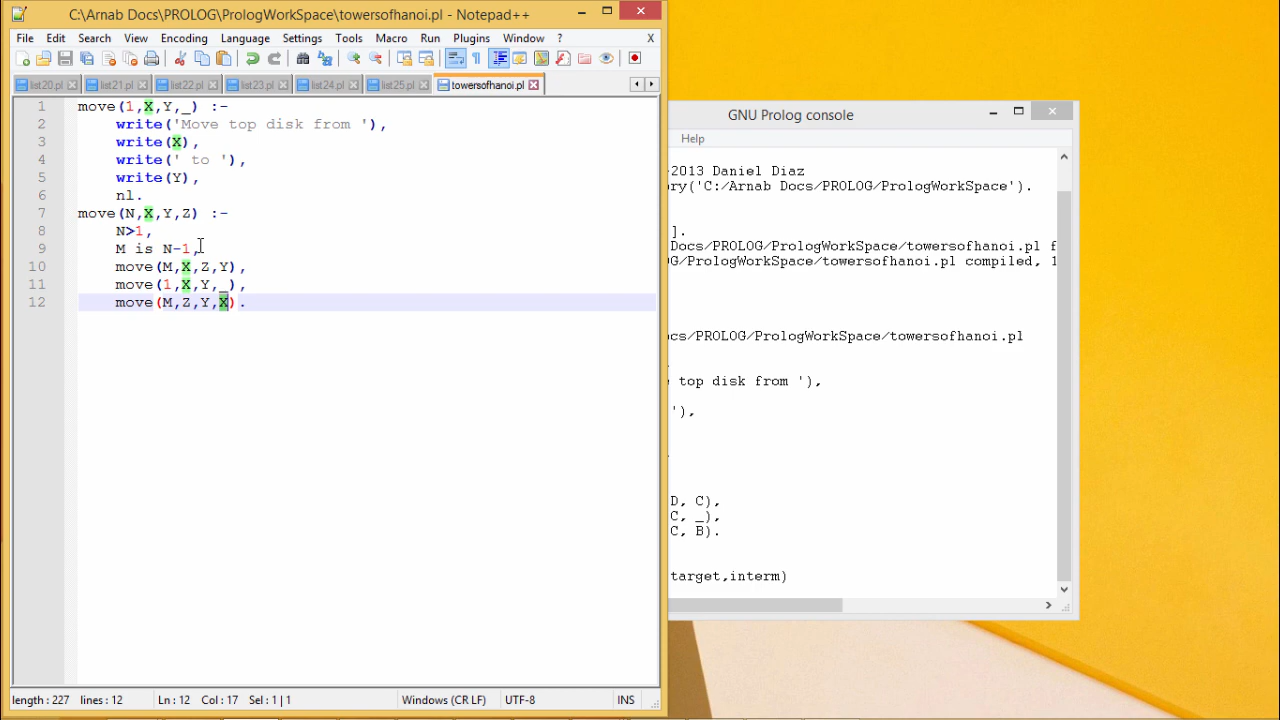 C:\Arnab Docs\PROLOG\PrologWorkSpace\towersofhanoi.pl - Notepad++
File Edit Search View Encoding Language Settings Tools Macro Run Plugins Window ? X
list20.pl list21.pl list22.pl list23.pl list24.pl list25.pl towersofhanoi.pl
1 move(1,X,Y,_) :-
2 write('Move top disk from '),
3 write(X),
4 write(' to '),
5 write(Y),
6 nl.
7 move(N,X,Y,Z) :-
8 N>1,
9 M is N-1,
10 move(M,X,Z,Y),
11 move(1,X,Y,_),
12 move(M,Z,Y,X).
length : 227 lines : 12 Ln : 12 Col : 17 Sel : 1 | 1 Windows (CR LF) UTF-8 INS
GNU Prolog console
Help
-2013 Daniel Diaz
ry('C:/Arnab Docs/PROLOG/PrologWorkSpace').
].
Docs/PROLOG/PrologWorkSpace/towersofhanoi.pl f
G/PrologWorkSpace/towersofhanoi.pl compiled, 1
cs/PROLOG/PrologWorkSpace/towersofhanoi.pl
top disk from '),
'),
D, C),
C, _),
C, B).
target,interm)